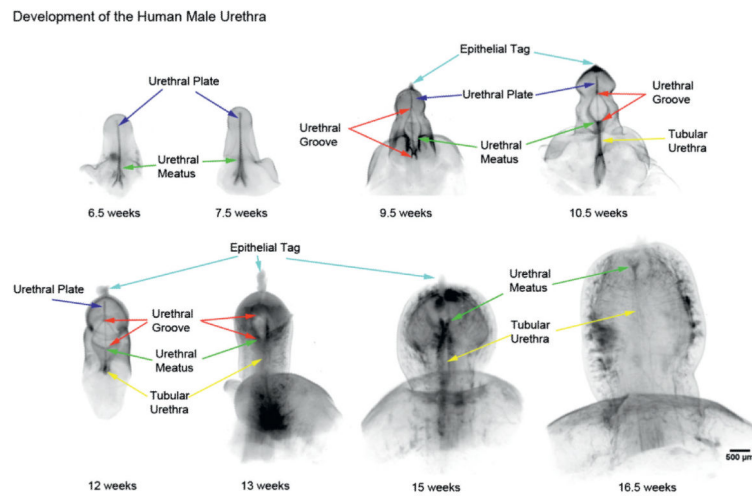 Development of the Human Male Urethra
Epithelial Tag
Urethral Plate
Urethral Plate
Urethral
Groove
Urethral
Groove
Urethral
Meatus
Urethral
Meatus
Tubular
Urethra
6.5 weeks
7.5 weeks
9.5 weeks
10.5 weeks
Epithelial Tag
Urethral Plate
Urethral
Groove
Urethral
Meatus
Tubular
Urethra
Urethral
Meatus
Tubular
Urethra
500 µm
12 weeks
13 weeks
15 weeks
16.5 weeks